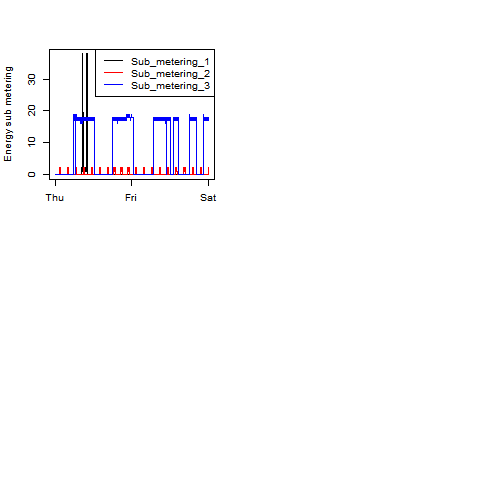 Sub_metering_1
Sub_metering_2
Sub_metering_3
Energy sub metering
30
20
10
0
Thu Fri Sat